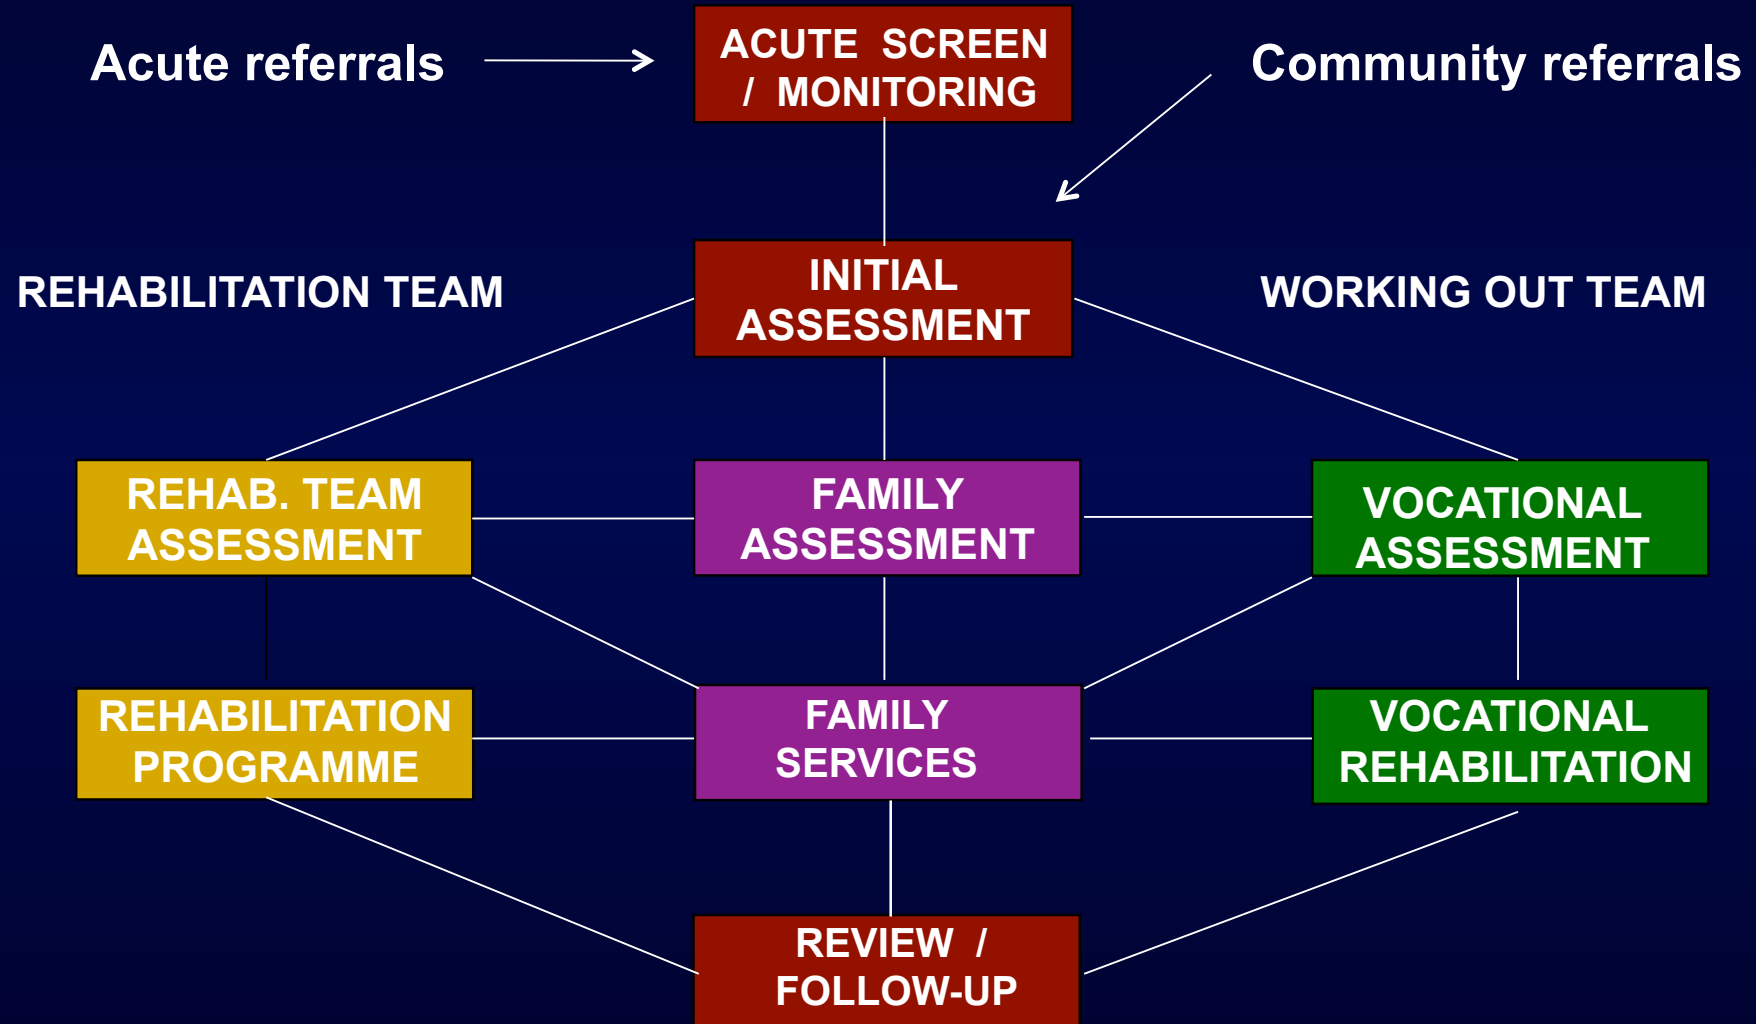 Acute referrals
ACUTE SCREEN
/ MONITORING
Community referrals
REHABILITATION TEAM
INITIAL
ASSESSMENT
WORKING OUT TEAM
REHAB. TEAM
ASSESSMENT
FAMILY
ASSESSMENT
VOCATIONAL
ASSESSMENT
REHABILITATION
PROGRAMME
FAMILY
SERVICES
VOCATIONAL
REHABILITATION
REVIEW /
FOLLOW-UP